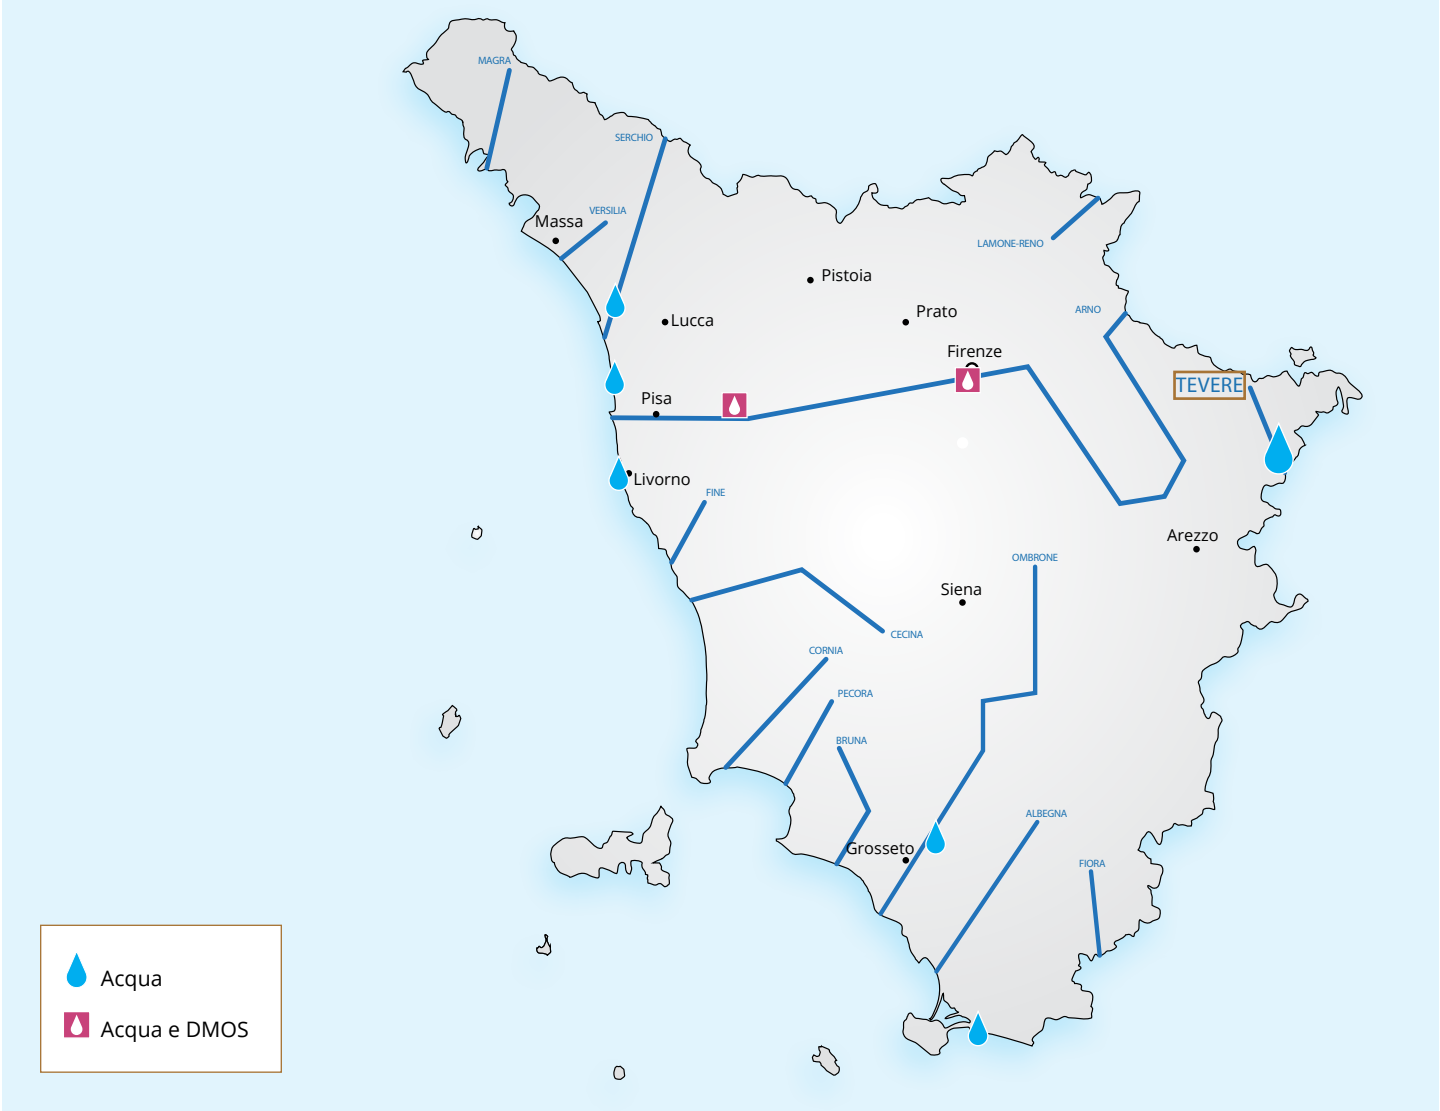 MAGRA
SERCHIO
VERSILIA
Massa
LAMONE-RENO
Pistoia
ARNO
Prato
Lucca
Firenze
TEVERE
Pisa
Livorno
FINE
Arezzo
OMBRONE
Siena
CECINA
CORNIA
PECORA
BRUNA
ALBEGNA
Grosseto
FIORA
Acqua
Acqua e DMOS